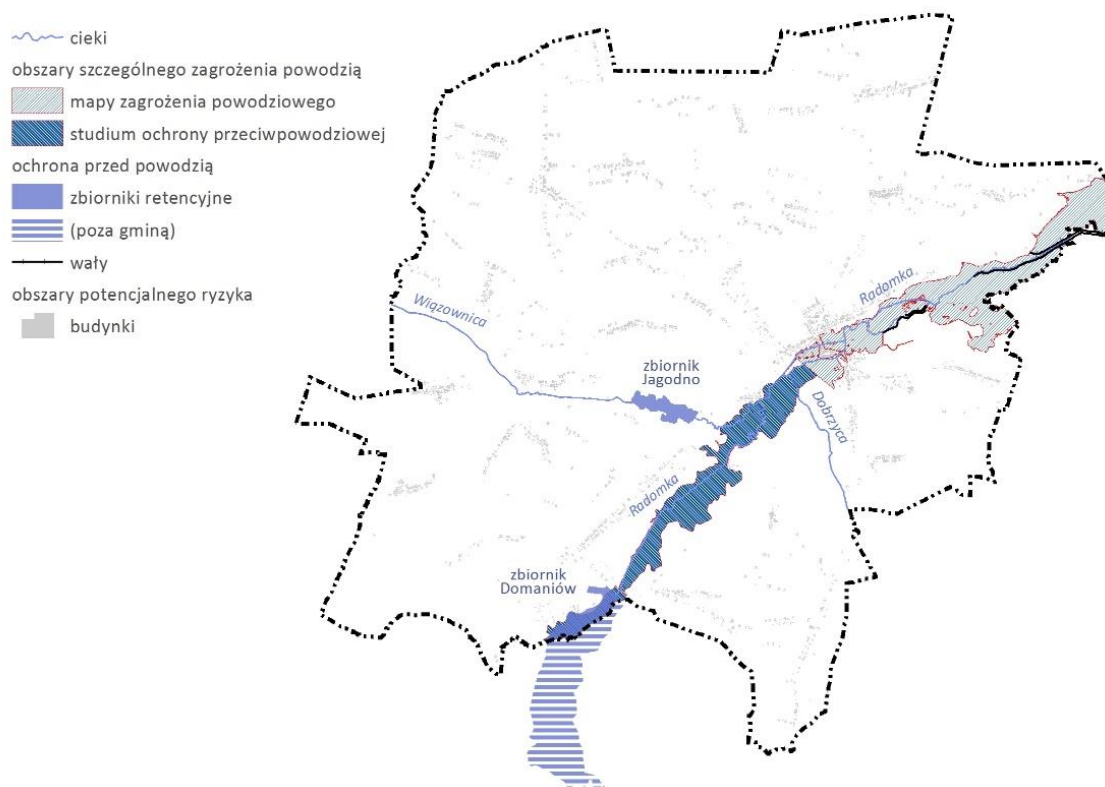 cieki
obszary szczególnego zagrożenia powodzią
mapy zagrożenia powodziowego
studium ochrony przeciwpowodziowej
ochrona przed powodzią
zbiorniki retencyjne
(poza gminą)
wały
obszary potencjalnego ryzyka
budynki
Radomka
Wiązownica
zbiornik
Jagodno
Dobrzyca
Radomka
zbiornik
Domaniów